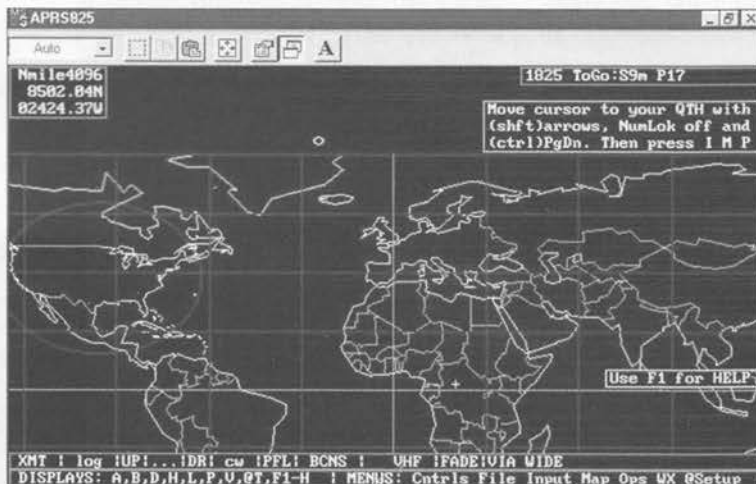 APRS825
Auto
A
Nmile4096
8502.04N
02424.37W
1825 ToGo:S9m P17
Move cursor to your QTH with
(shft)arrows, NumLok off and
(ctrl)PgDn. Then press I M P
Use F1 for HELP
XMT | log |UP|...|DR| cw |PFL| BCNS | VHF |FADE|VIA WIDE
DISPLAYS: A,B,D,H,L,P,V,@T,F1-H | MENUS: Cntrls File Input Map Ops WX @Setup